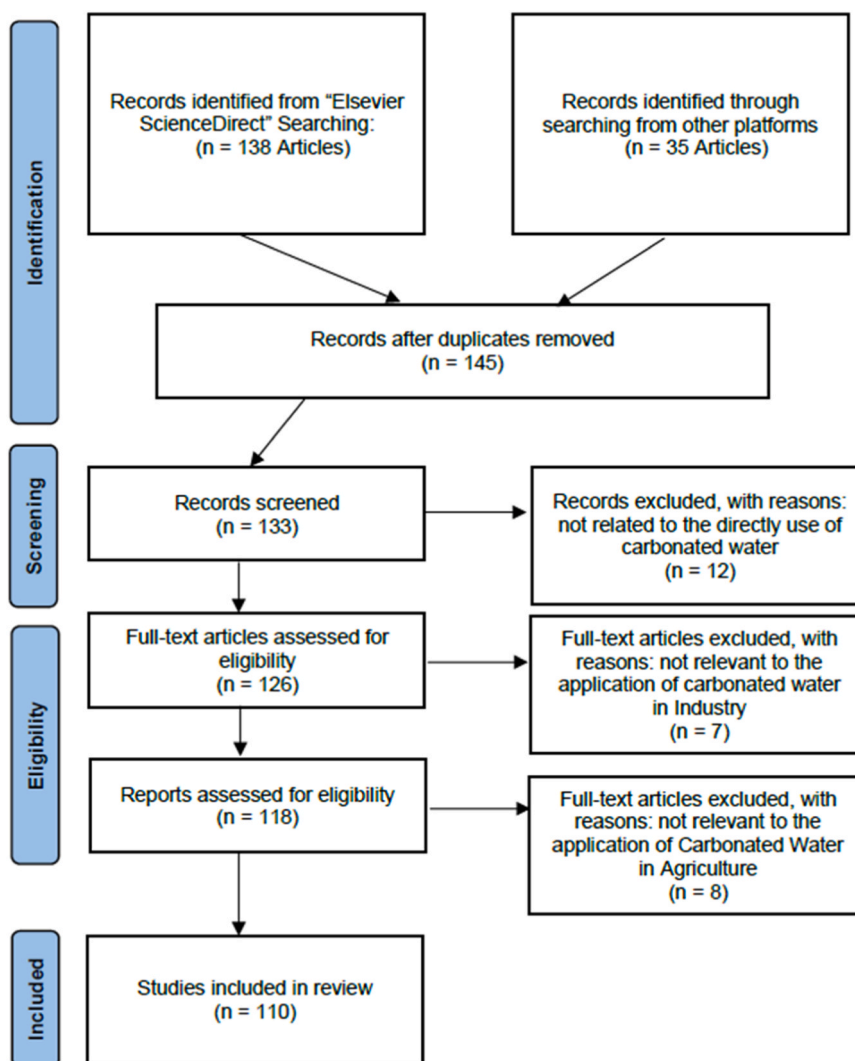 Identification
Records identified from “Elsevier
ScienceDirect” Searching:
(n = 138 Articles)
Records identified through
searching from other platforms
(n = 35 Articles)
Records after duplicates removed
(n = 145)
Screening
Records screened
(n = 133)
Records excluded, with reasons:
not related to the directly use of
carbonated water
(n = 12)
Eligibility
Full-text articles assessed for
eligibility
(n = 126)
Full-text articles excluded, with
reasons: not relevant to the
application of carbonated water
in Industry
(n = 7)
Reports assessed for eligibility
(n = 118)
Full-text articles excluded, with
reasons: not relevant to the
application of Carbonated Water
in Agriculture
(n = 8)
Included
Studies included in review
(n = 110)